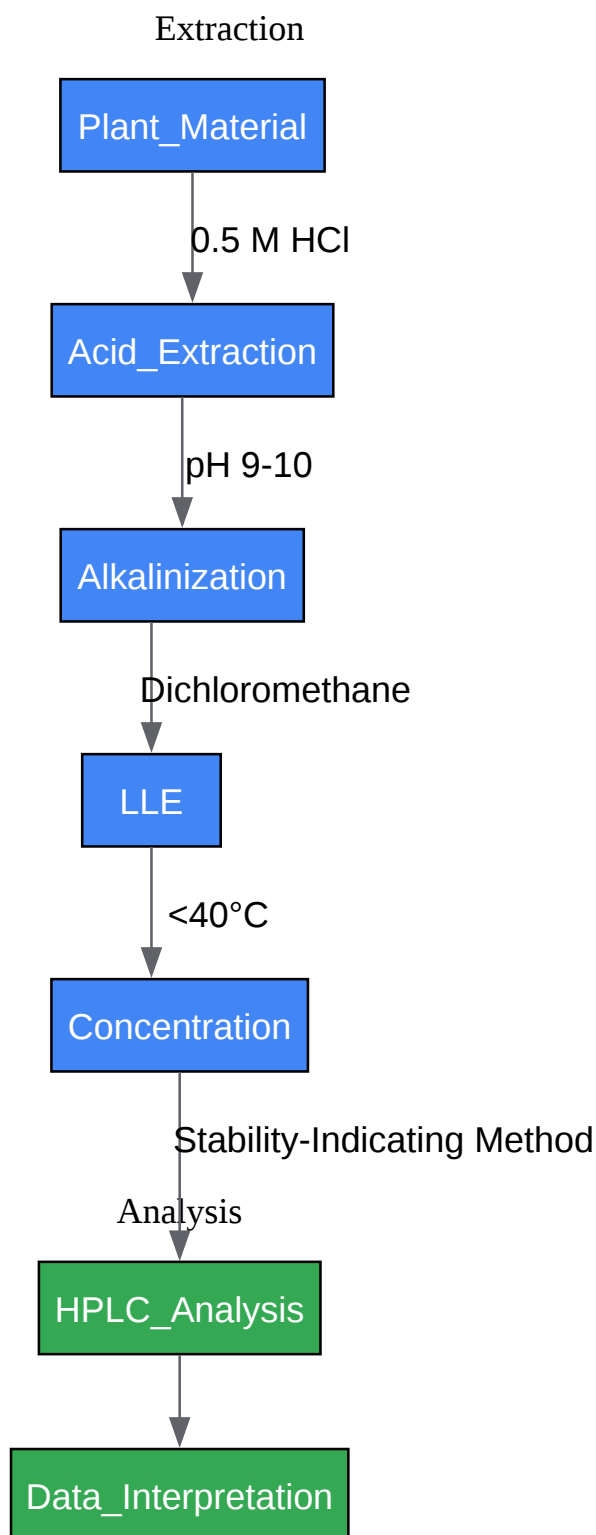 Extraction
Plant_Material
0.5 M HCl
Acid_Extraction
pH 9-10
Alkalinization
Dichloromethane
LLE
<40°C
Concentration
Stability-Indicating Method
Analysis
HPLC_Analysis
Data_Interpretation